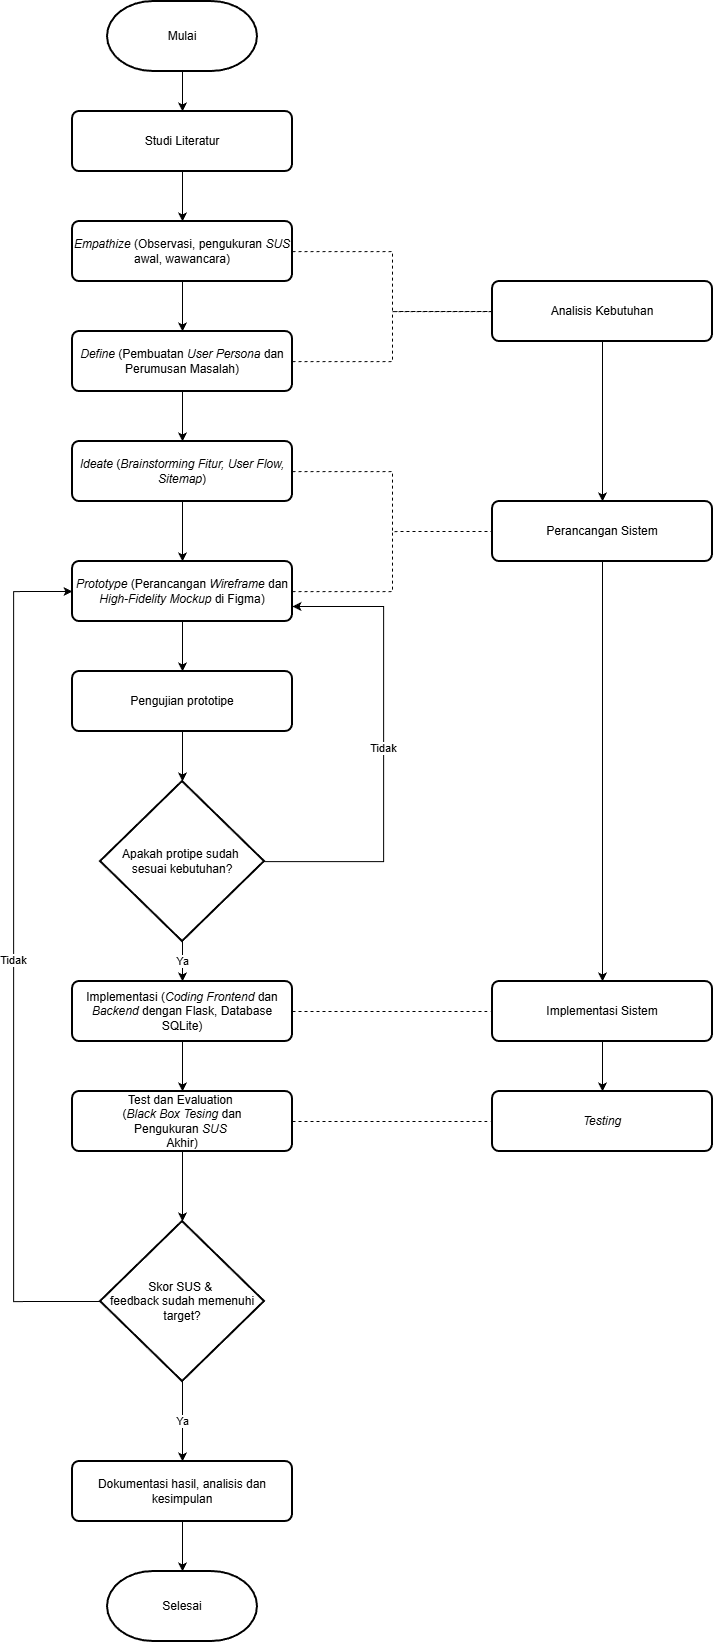 Mulai
Studi Literatur
Empathize (Observasi, pengukuran SUS
awal, wawancara)
Analisis Kebutuhan
Define (Pembuatan User Persona dan
Perumusan Masalah)
Ideate (Brainstorming Fitur, User Flow,
Sitemap)
Perancangan Sistem
Prototype (Perancangan Wireframe dan
High-Fidelity Mockup di Figma)
Pengujian prototipe
Tidak
Apakah protipe sudah
sesuai kebutuhan?
Ya
Tidak
Implementasi (Coding Frontend dan
Backend dengan Flask, Database
SQLite)
Implementasi Sistem
Test dan Evaluation
(Black Box Tesing dan
Pengukuran SUS
Akhir)
Testing
Skor SUS &
feedback sudah memenuhi
target?
Ya
Dokumentasi hasil, analisis dan
kesimpulan
Selesai